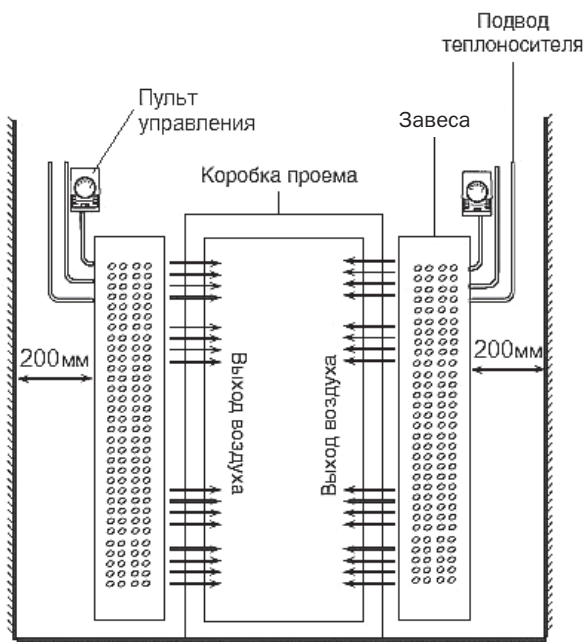 Подвод
теплоносителя
Пульт
управления
Завеса
Коробка проема
200мм
200мм
Выход воздуха
Выход воздуха